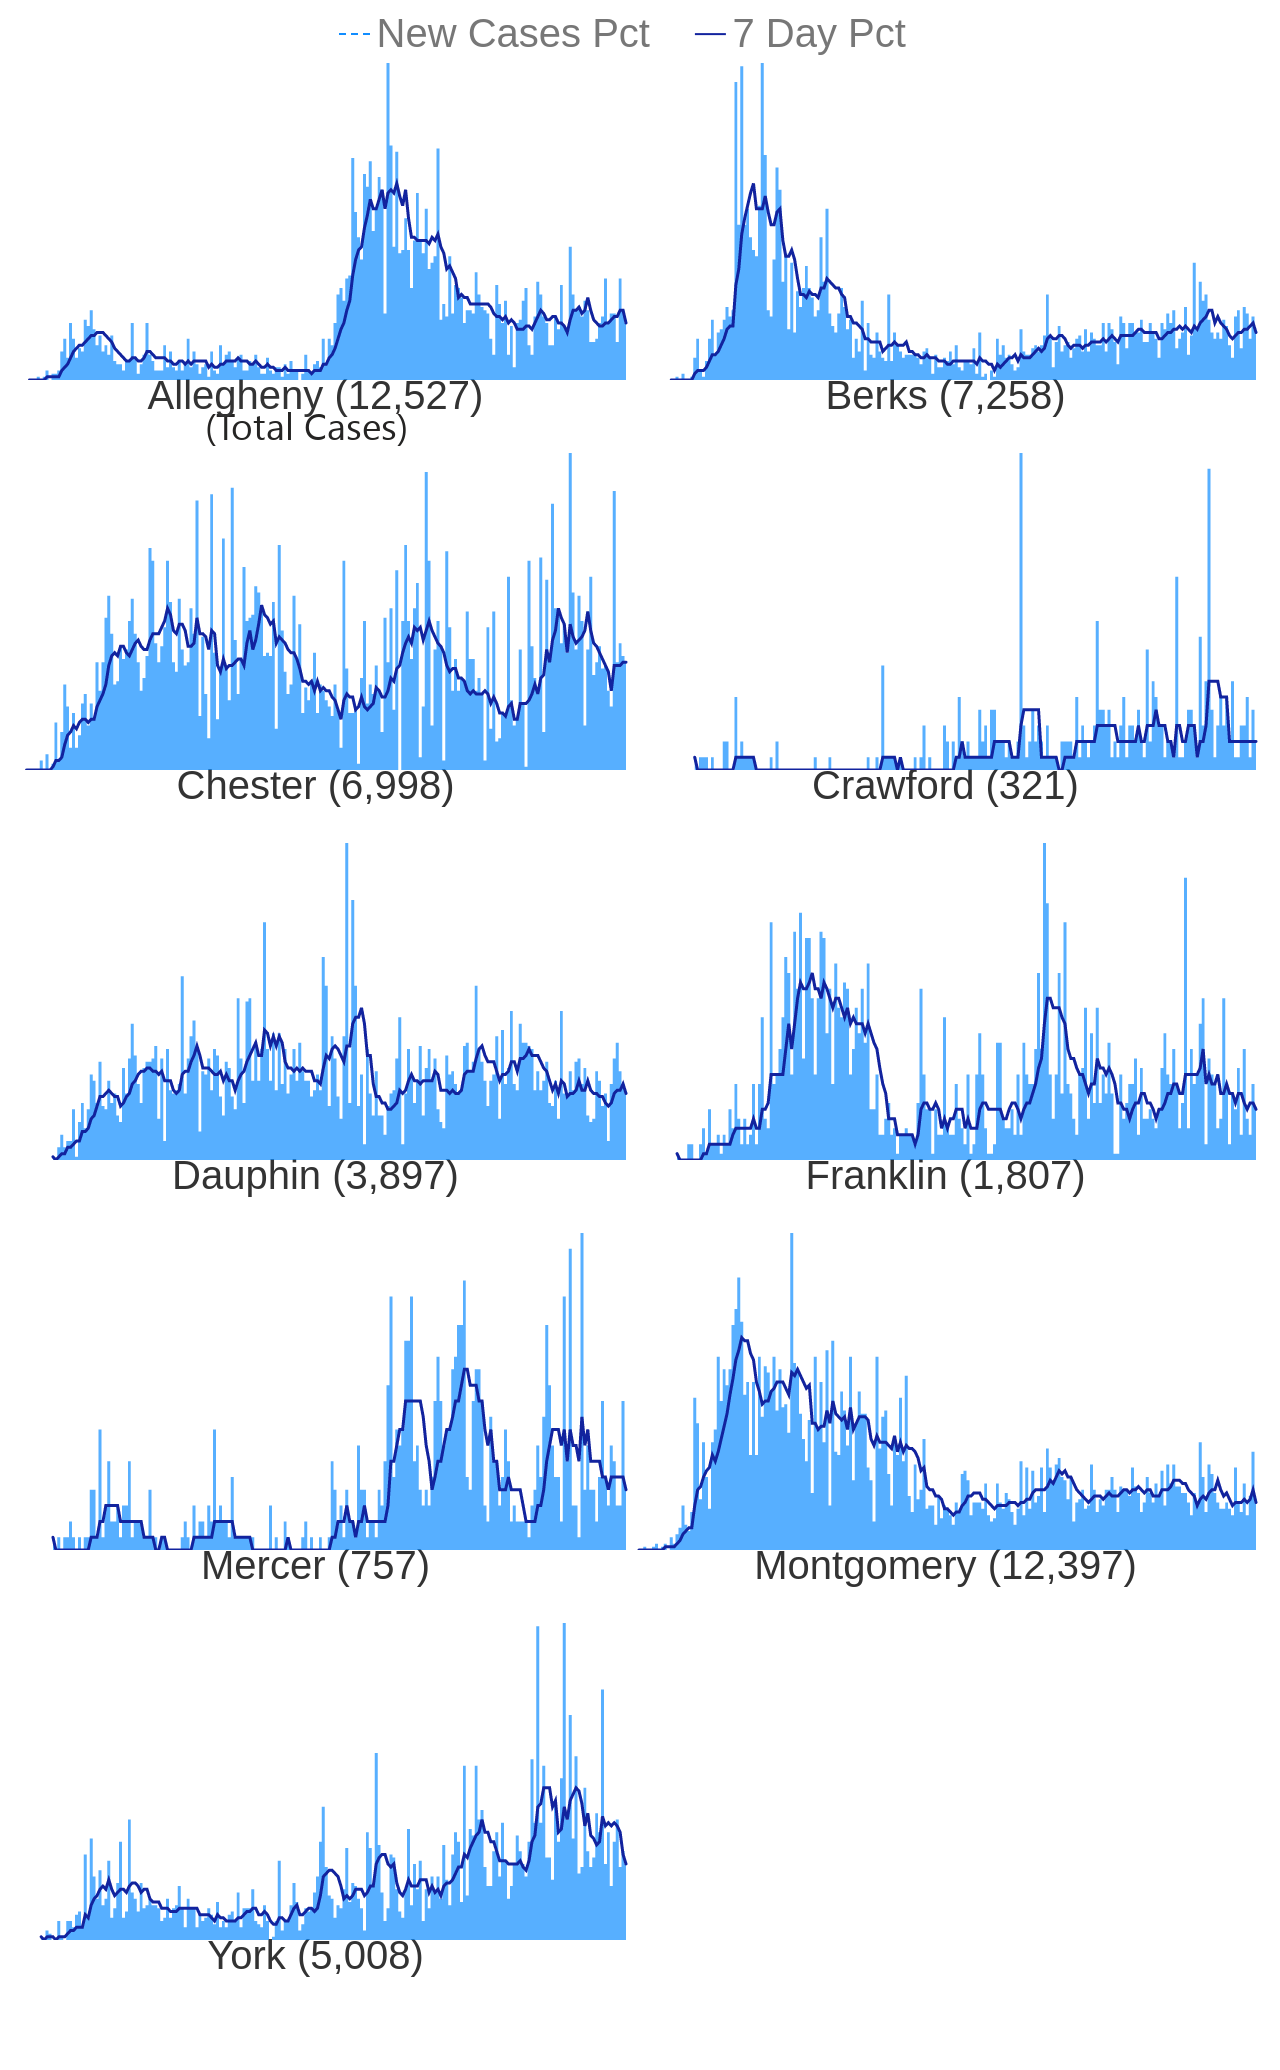 New Cases Pct 7 Day Pct
Allegheny (12,527) Berks (7,258)
(Total Cases)
Chester (6,998) Crawford (321)
Dauphin (3,897) Franklin (1,807)
Mercer (757) Montgomery (12,397)
York (5,008)